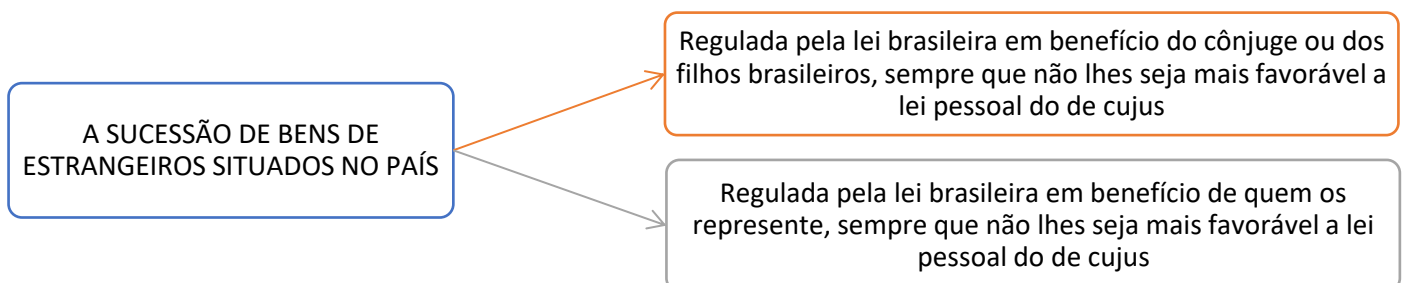 A SUCESSÃO DE BENS DE
ESTRANGEIROS SITUADOS NO PAÍS
Regulada pela lei brasileira em benefício do cônjuge ou dos
filhos brasileiros, sempre que não lhes seja mais favorável a
lei pessoal do de cujus
Regulada pela lei brasileira em benefício de quem os
represente, sempre que não lhes seja mais favorável a lei
pessoal do de cujus